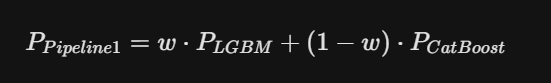 P_{Pipeline1} = w · P_{LGBM} + (1 − w) · P_{CatBoost}